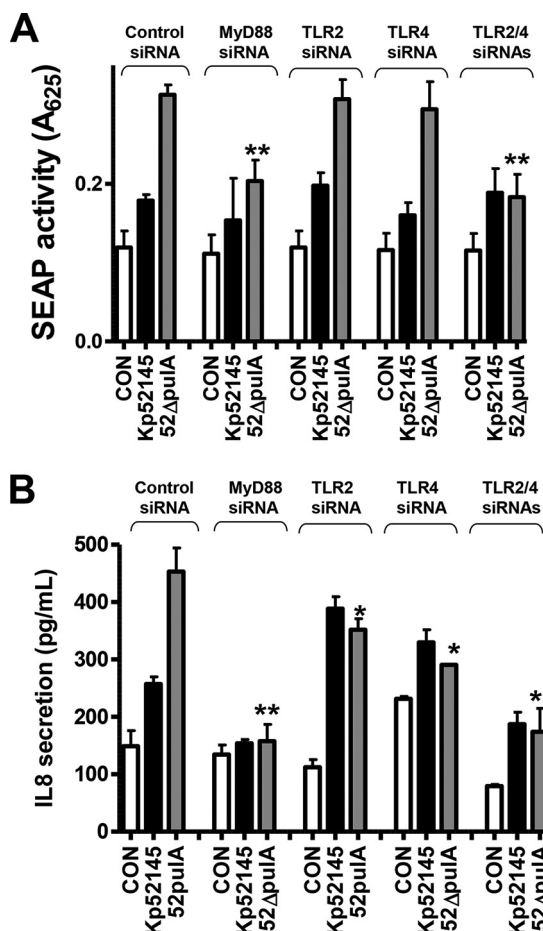 A
Control MyD88 TLR2 TLR4 TLR2/4
siRNA siRNA siRNA siRNA siRNAs
SEAP activity (A625)
0.2
** **
0.0
CON Kp52145 52ΔpulA CON Kp52145 52ΔpulA CON Kp52145 52ΔpulA CON Kp52145 52ΔpulA CON Kp52145 52ΔpulA
B
Control MyD88 TLR2 TLR4 TLR2/4
siRNA siRNA siRNA siRNA siRNAs
IL8 secretion (pg/mL)
500
400
300
200
100
0
** * * *
CON Kp52145 52pulA CON Kp52145 52ΔpulA CON Kp52145 52ΔpulA CON Kp52145 52ΔpulA CON Kp52145 52ΔpulA